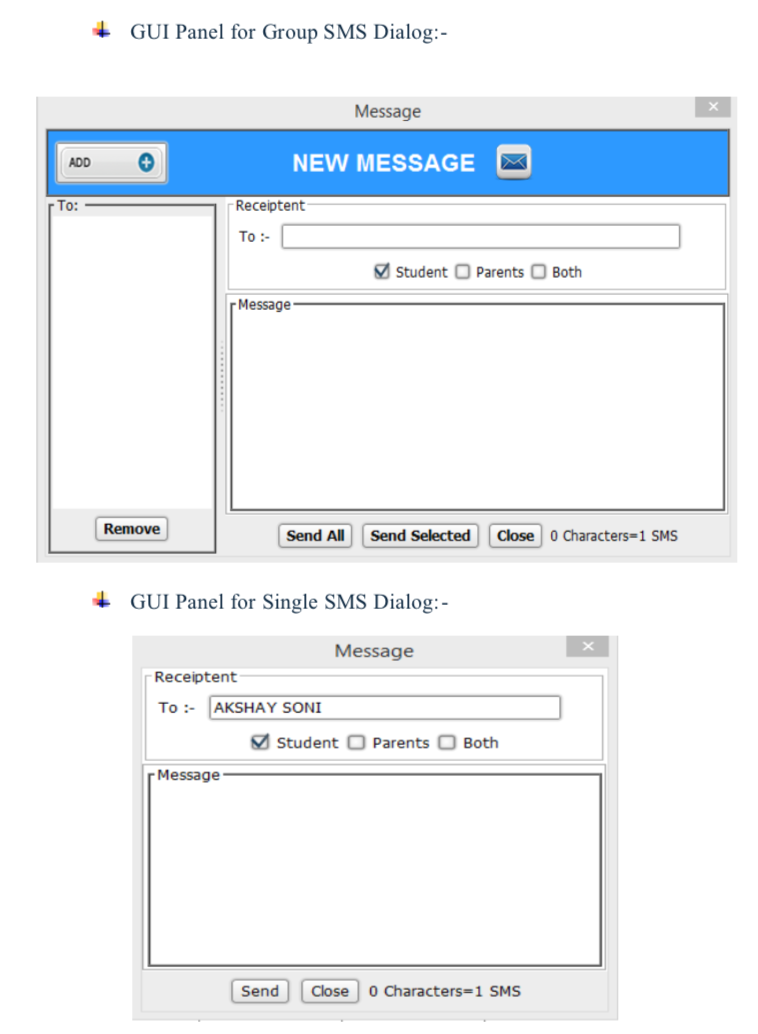 GUI Panel for Group SMS Dialog:-
Message
ADD
NEW MESSAGE
To:
Receiptent
To :-
Student Parents Both
Message
Remove
Send All Send Selected Close 0 Characters=1 SMS
GUI Panel for Single SMS Dialog:-
Message
Receiptent
To :- AKSHAY SONI
Student Parents Both
Message
Send Close 0 Characters=1 SMS